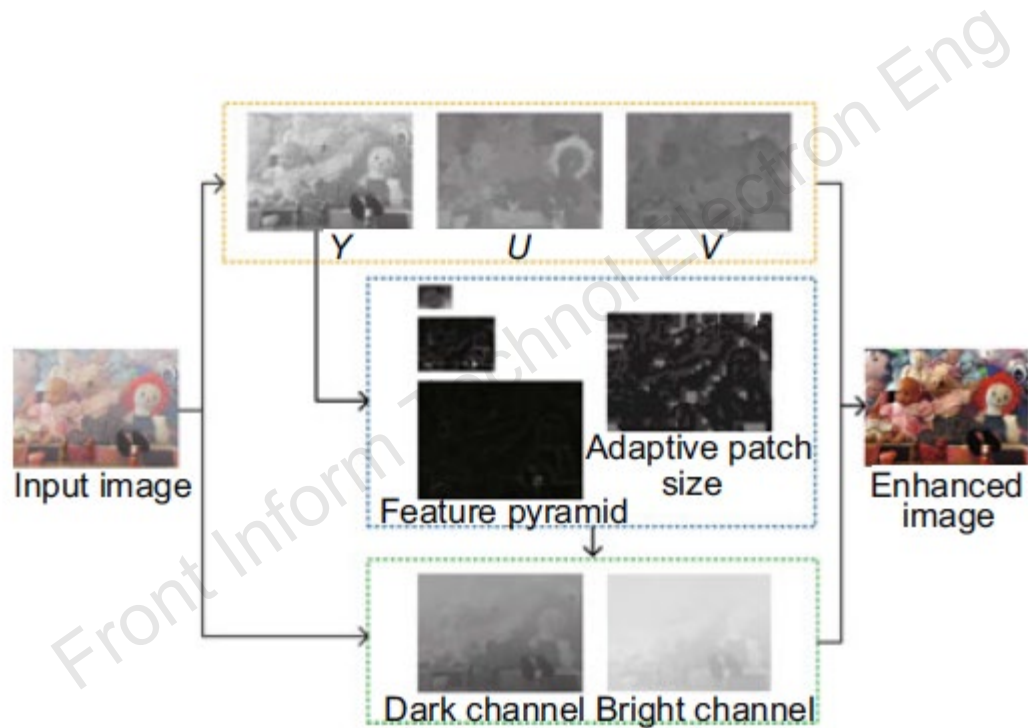 Y U V
Input image
Feature pyramid
Adaptive patch
size
Enhanced
image
Dark channel Bright channel
Front Inform Technol Electron Eng